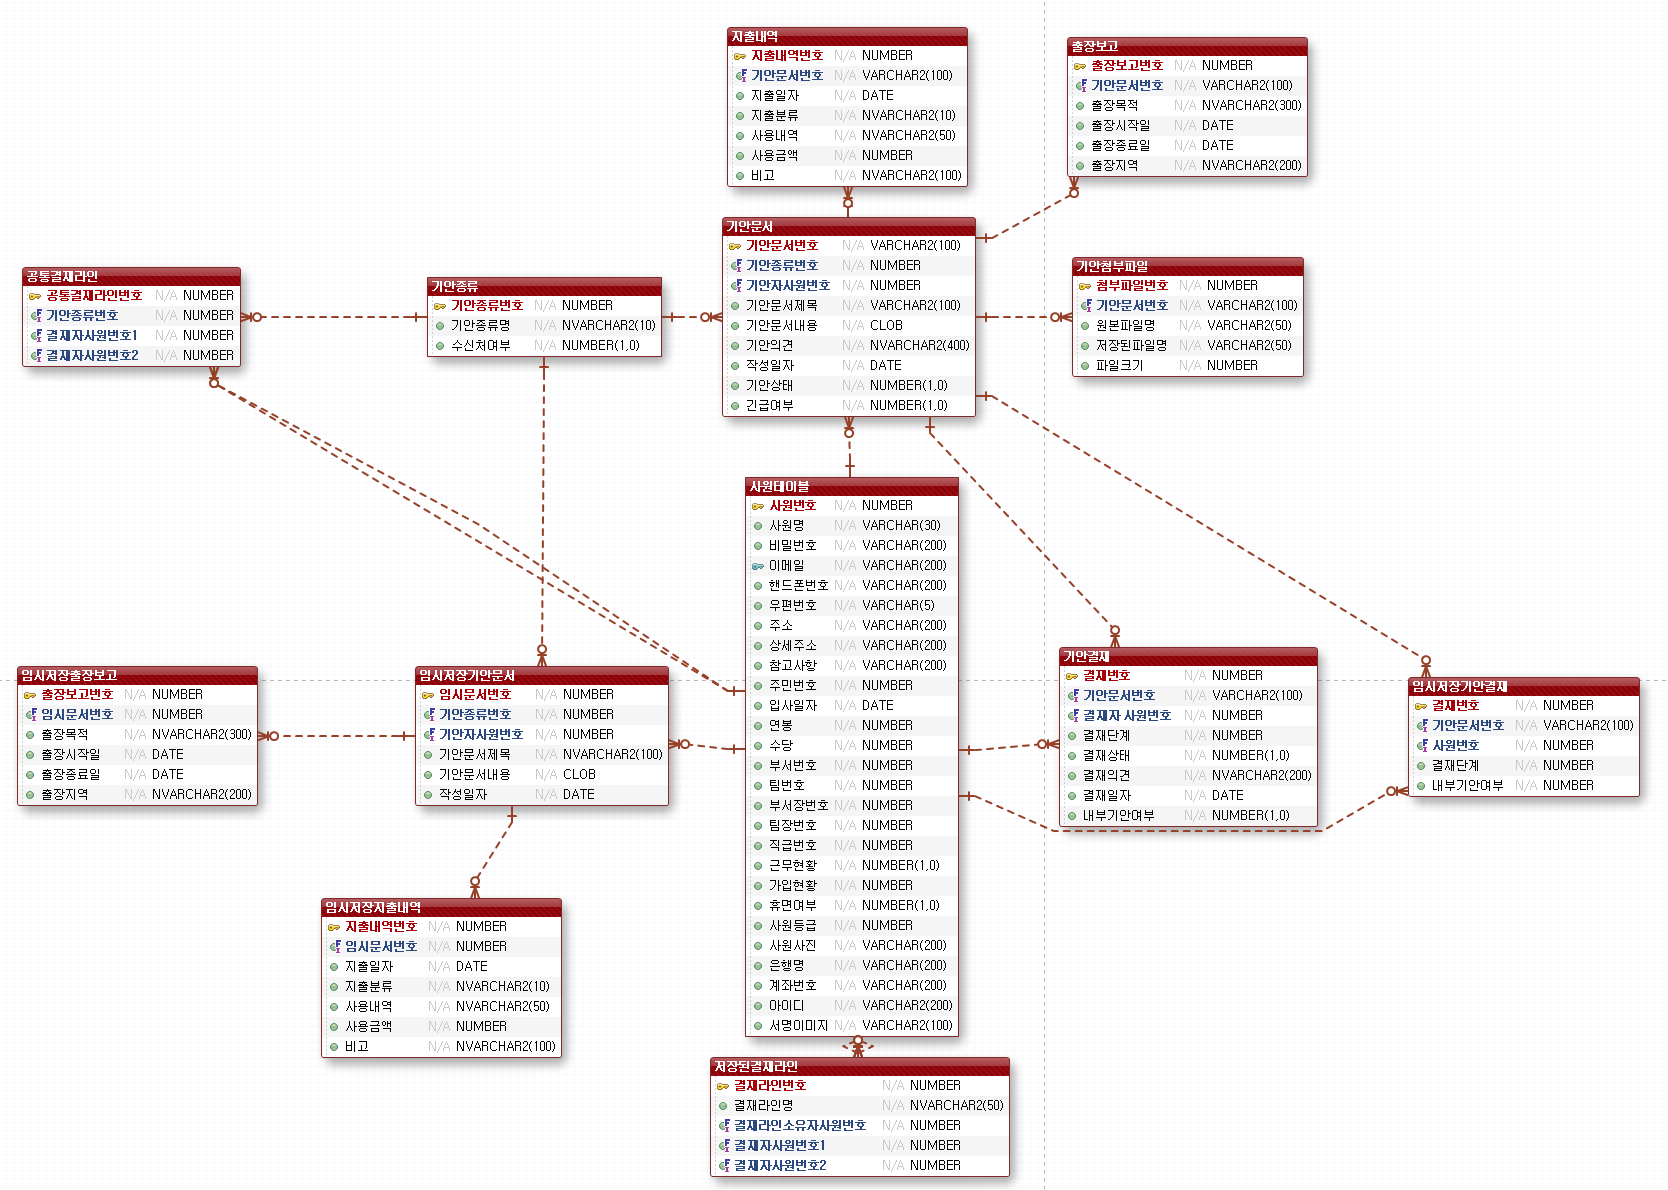 지출내역
지출내역번호 N/A NUMBER
기안문서번호 N/A VARCHAR2(100)
지출일자 N/A DATE
지출분류 N/A NVARCHAR2(10)
사용내역 N/A NVARCHAR2(50)
사용금액 N/A NUMBER
비고 N/A NVARCHAR2(100)
출장보고
출장보고번호 N/A NUMBER
기안문서번호 N/A VARCHAR2(100)
출장목적 N/A NVARCHAR2(300)
출장시작일 N/A DATE
출장종료일 N/A DATE
출장지역 N/A NVARCHAR2(200)
공통결재라인
공통결재라인번호 N/A NUMBER
기안종류번호 N/A NUMBER
결재자사원번호1 N/A NUMBER
결재자사원번호2 N/A NUMBER
기안종류
기안종류번호 N/A NUMBER
기안종류명 N/A NVARCHAR2(10)
수신처여부 N/A NUMBER(1,0)
기안문서
기안문서번호 N/A VARCHAR2(100)
기안종류번호 N/A NUMBER
기안자사원번호 N/A NUMBER
기안문서제목 N/A VARCHAR2(100)
기안문서내용 N/A CLOB
기안의견 N/A NVARCHAR2(400)
작성일자 N/A DATE
기안상태 N/A NUMBER(1,0)
긴급여부 N/A NUMBER(1,0)
기안첨부파일
첨부파일번호 N/A NUMBER
기안문서번호 N/A VARCHAR2(100)
원본파일명 N/A VARCHAR2(50)
저장된파일명 N/A VARCHAR2(50)
파일크기 N/A NUMBER
사원테이블
사원번호 N/A NUMBER
사원명 N/A VARCHAR(30)
비밀번호 N/A VARCHAR(200)
이메일 N/A VARCHAR(200)
핸드폰번호 N/A VARCHAR(200)
우편번호 N/A VARCHAR(5)
주소 N/A VARCHAR(200)
상세주소 N/A VARCHAR(200)
참고사항 N/A VARCHAR(200)
주민번호 N/A NUMBER
입사일자 N/A DATE
연봉 N/A NUMBER
수당 N/A NUMBER
부서번호 N/A NUMBER
팀번호 N/A NUMBER
부서장번호 N/A NUMBER
팀장번호 N/A NUMBER
직급번호 N/A NUMBER
근무현황 N/A NUMBER(1,0)
가입현황 N/A NUMBER
휴면여부 N/A NUMBER(1,0)
사원등급 N/A NUMBER
사원사진 N/A VARCHAR(200)
은행명 N/A VARCHAR(200)
계좌번호 N/A VARCHAR(200)
아이디 N/A VARCHAR2(200)
서명이미지 N/A VARCHAR2(100)
기안결재
결재번호 N/A NUMBER
기안문서번호 N/A VARCHAR2(100)
결재자 사원번호 N/A NUMBER
결재단계 N/A NUMBER
결재상태 N/A NUMBER(1,0)
결재의견 N/A NVARCHAR2(200)
결재일자 N/A DATE
내부기안여부 N/A NUMBER(1,0)
임시저장기안결재
결재번호 N/A NUMBER
기안문서번호 N/A VARCHAR2(100)
사원번호 N/A NUMBER
결재단계 N/A NUMBER
내부기안여부 N/A NUMBER
임시저장출장보고
출장보고번호 N/A NUMBER
임시문서번호 N/A NUMBER
출장목적 N/A NVARCHAR2(300)
출장시작일 N/A DATE
출장종료일 N/A DATE
출장지역 N/A NVARCHAR2(200)
임시저장기안문서
임시문서번호 N/A NUMBER
기안종류번호 N/A NUMBER
기안자사원번호 N/A NUMBER
기안문서제목 N/A NVARCHAR2(100)
기안문서내용 N/A CLOB
작성일자 N/A DATE
임시저장지출내역
지출내역번호 N/A NUMBER
임시문서번호 N/A NUMBER
지출일자 N/A DATE
지출분류 N/A NVARCHAR2(10)
사용내역 N/A NVARCHAR2(50)
사용금액 N/A NUMBER
비고 N/A NVARCHAR2(100)
저장된결재라인
결재라인번호 N/A NUMBER
결재라인명 N/A NVARCHAR2(50)
결재라인소유자사원번호 N/A NUMBER
결재자사원번호1 N/A NUMBER
결재자사원번호2 N/A NUMBER